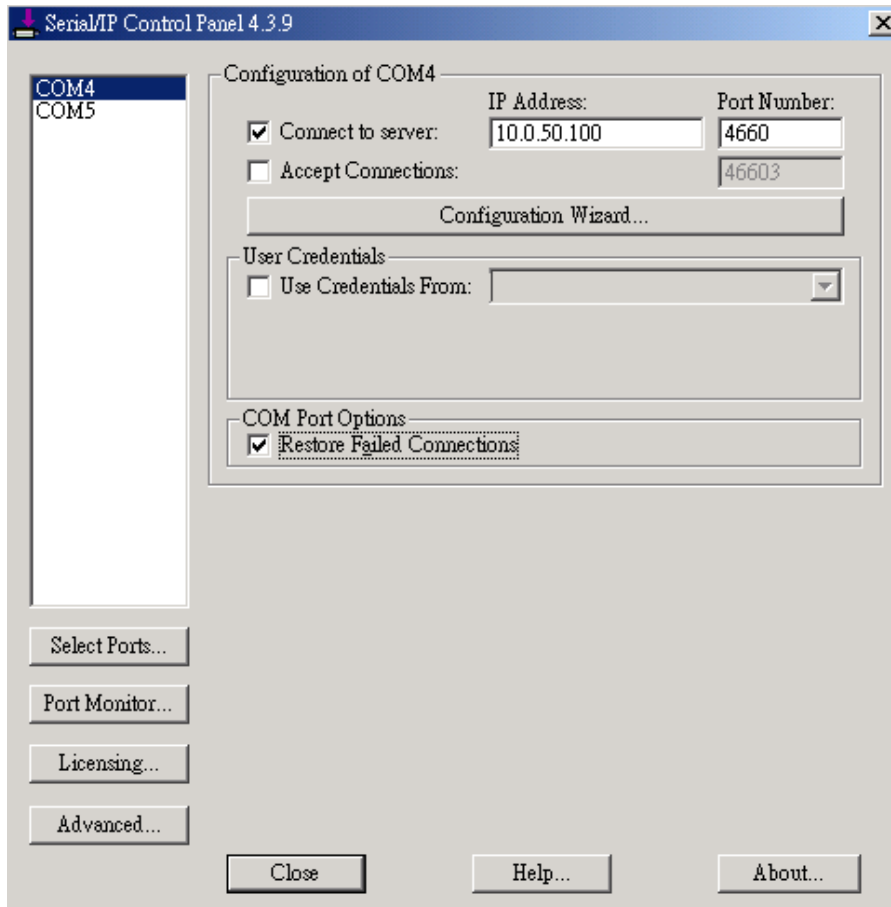 Serial/IP Control Panel 4.3.9
COM4
COM5
Configuration of COM4
IP Address: Port Number:
Connect to server: 10.0.50.100 4660
Accept Connections: 46603
Configuration Wizard...
User Credentials
Use Credentials From:
COM Port Options
Restore Failed Connections
Select Ports...
Port Monitor...
Licensing...
Advanced...
Close Help... About...